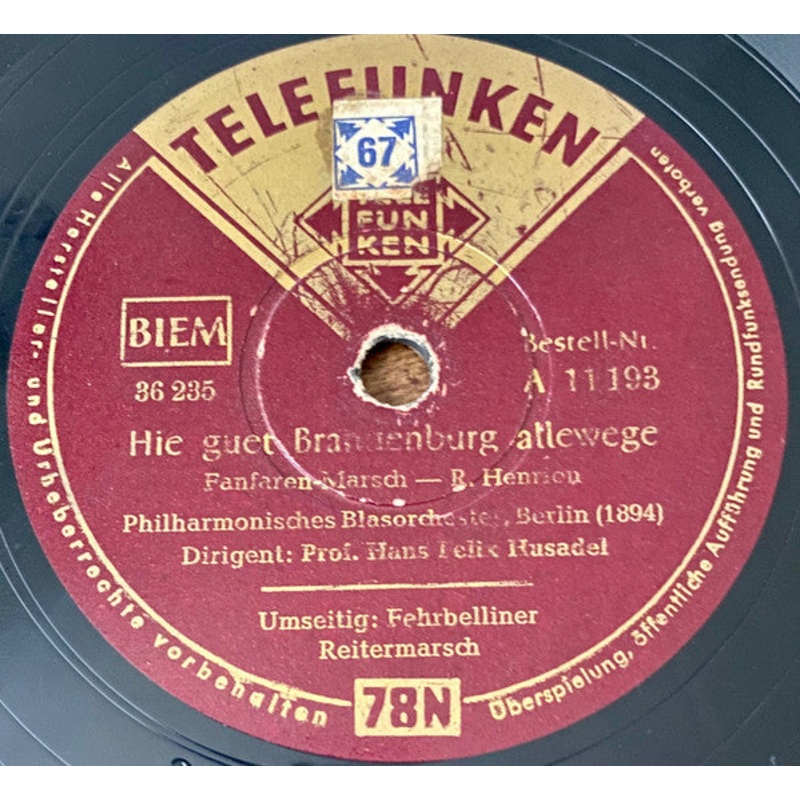 TELEFUNKEN
67
TELE
FUN
KEN
BIEM
36 235
Bestell-Nr.
A 11 193
Hie guet Brandenburg allewege
Fanfaren-Marsch — R. Henrion
Philharmonisches Blasorchester, Berlin (1894)
Dirigent: Prof. Hans Felix Husadel
Umseitig: Fehrbelliner
Reitermarsch
78N
Alle Hersteller- und Urheberrechte vorbehalten
Überspielung, öffentliche Aufführung und Rundfunksendung verboten